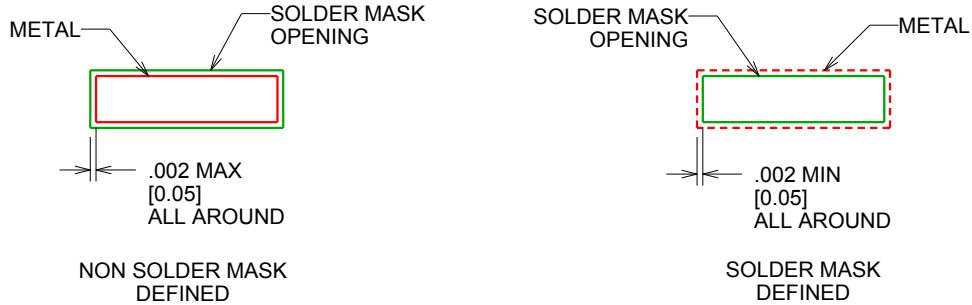 METAL
SOLDER MASK
OPENING
.002 MAX
[0.05]
ALL AROUND
NON SOLDER MASK
DEFINED
SOLDER MASK
OPENING
METAL
.002 MIN
[0.05]
ALL AROUND
SOLDER MASK
DEFINED